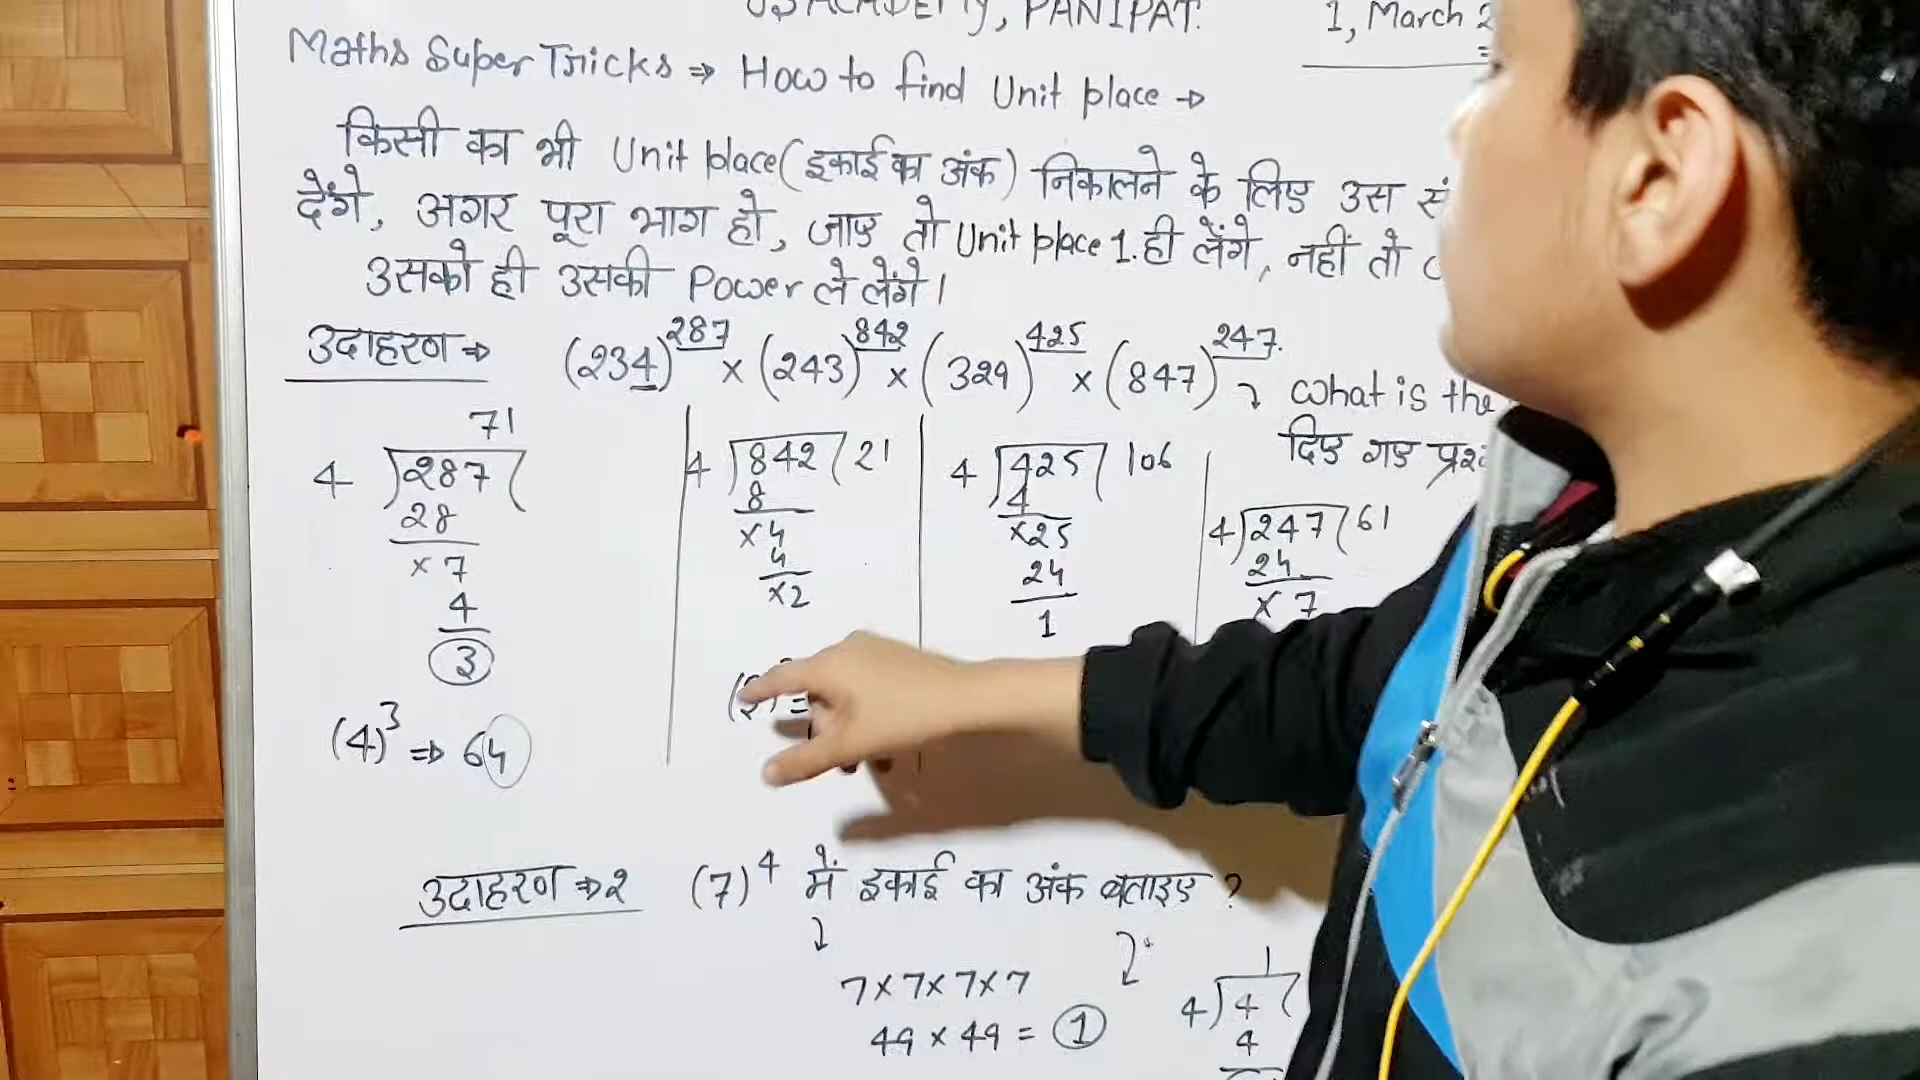 ACADEMY, PANIPAT.
1, March
Maths Super Tricks ⇒ How to find Unit place →
किसी का भी Unit place (इकाई का अंक) निकालने के लिए उस
देंगे, अगर पूरा भाग हो, जाए तो Unit place 1. ही लेंगे, नहीं तो
उसको ही उसकी Power ले लेंगे।
उदाहरण ⇒ (234)^287 × (243)^842 × (329)^425 × (847)^247.
What is the
दिए गए
71
4 ) 287 (
28
× 7
4
3
(4)^3 ⇒ 64
4 ) 842 ( 21
8
×4
4
×2
4 ) 425 ( 106
4
×25
24
1
4 ) 247 ( 61
24
× 7
उदाहरण ⇒ 2 (7)^4 में इकाई का अंक बताइए ?
7×7×7×7
49 × 49 = 1
1
4 ) 4 (
4